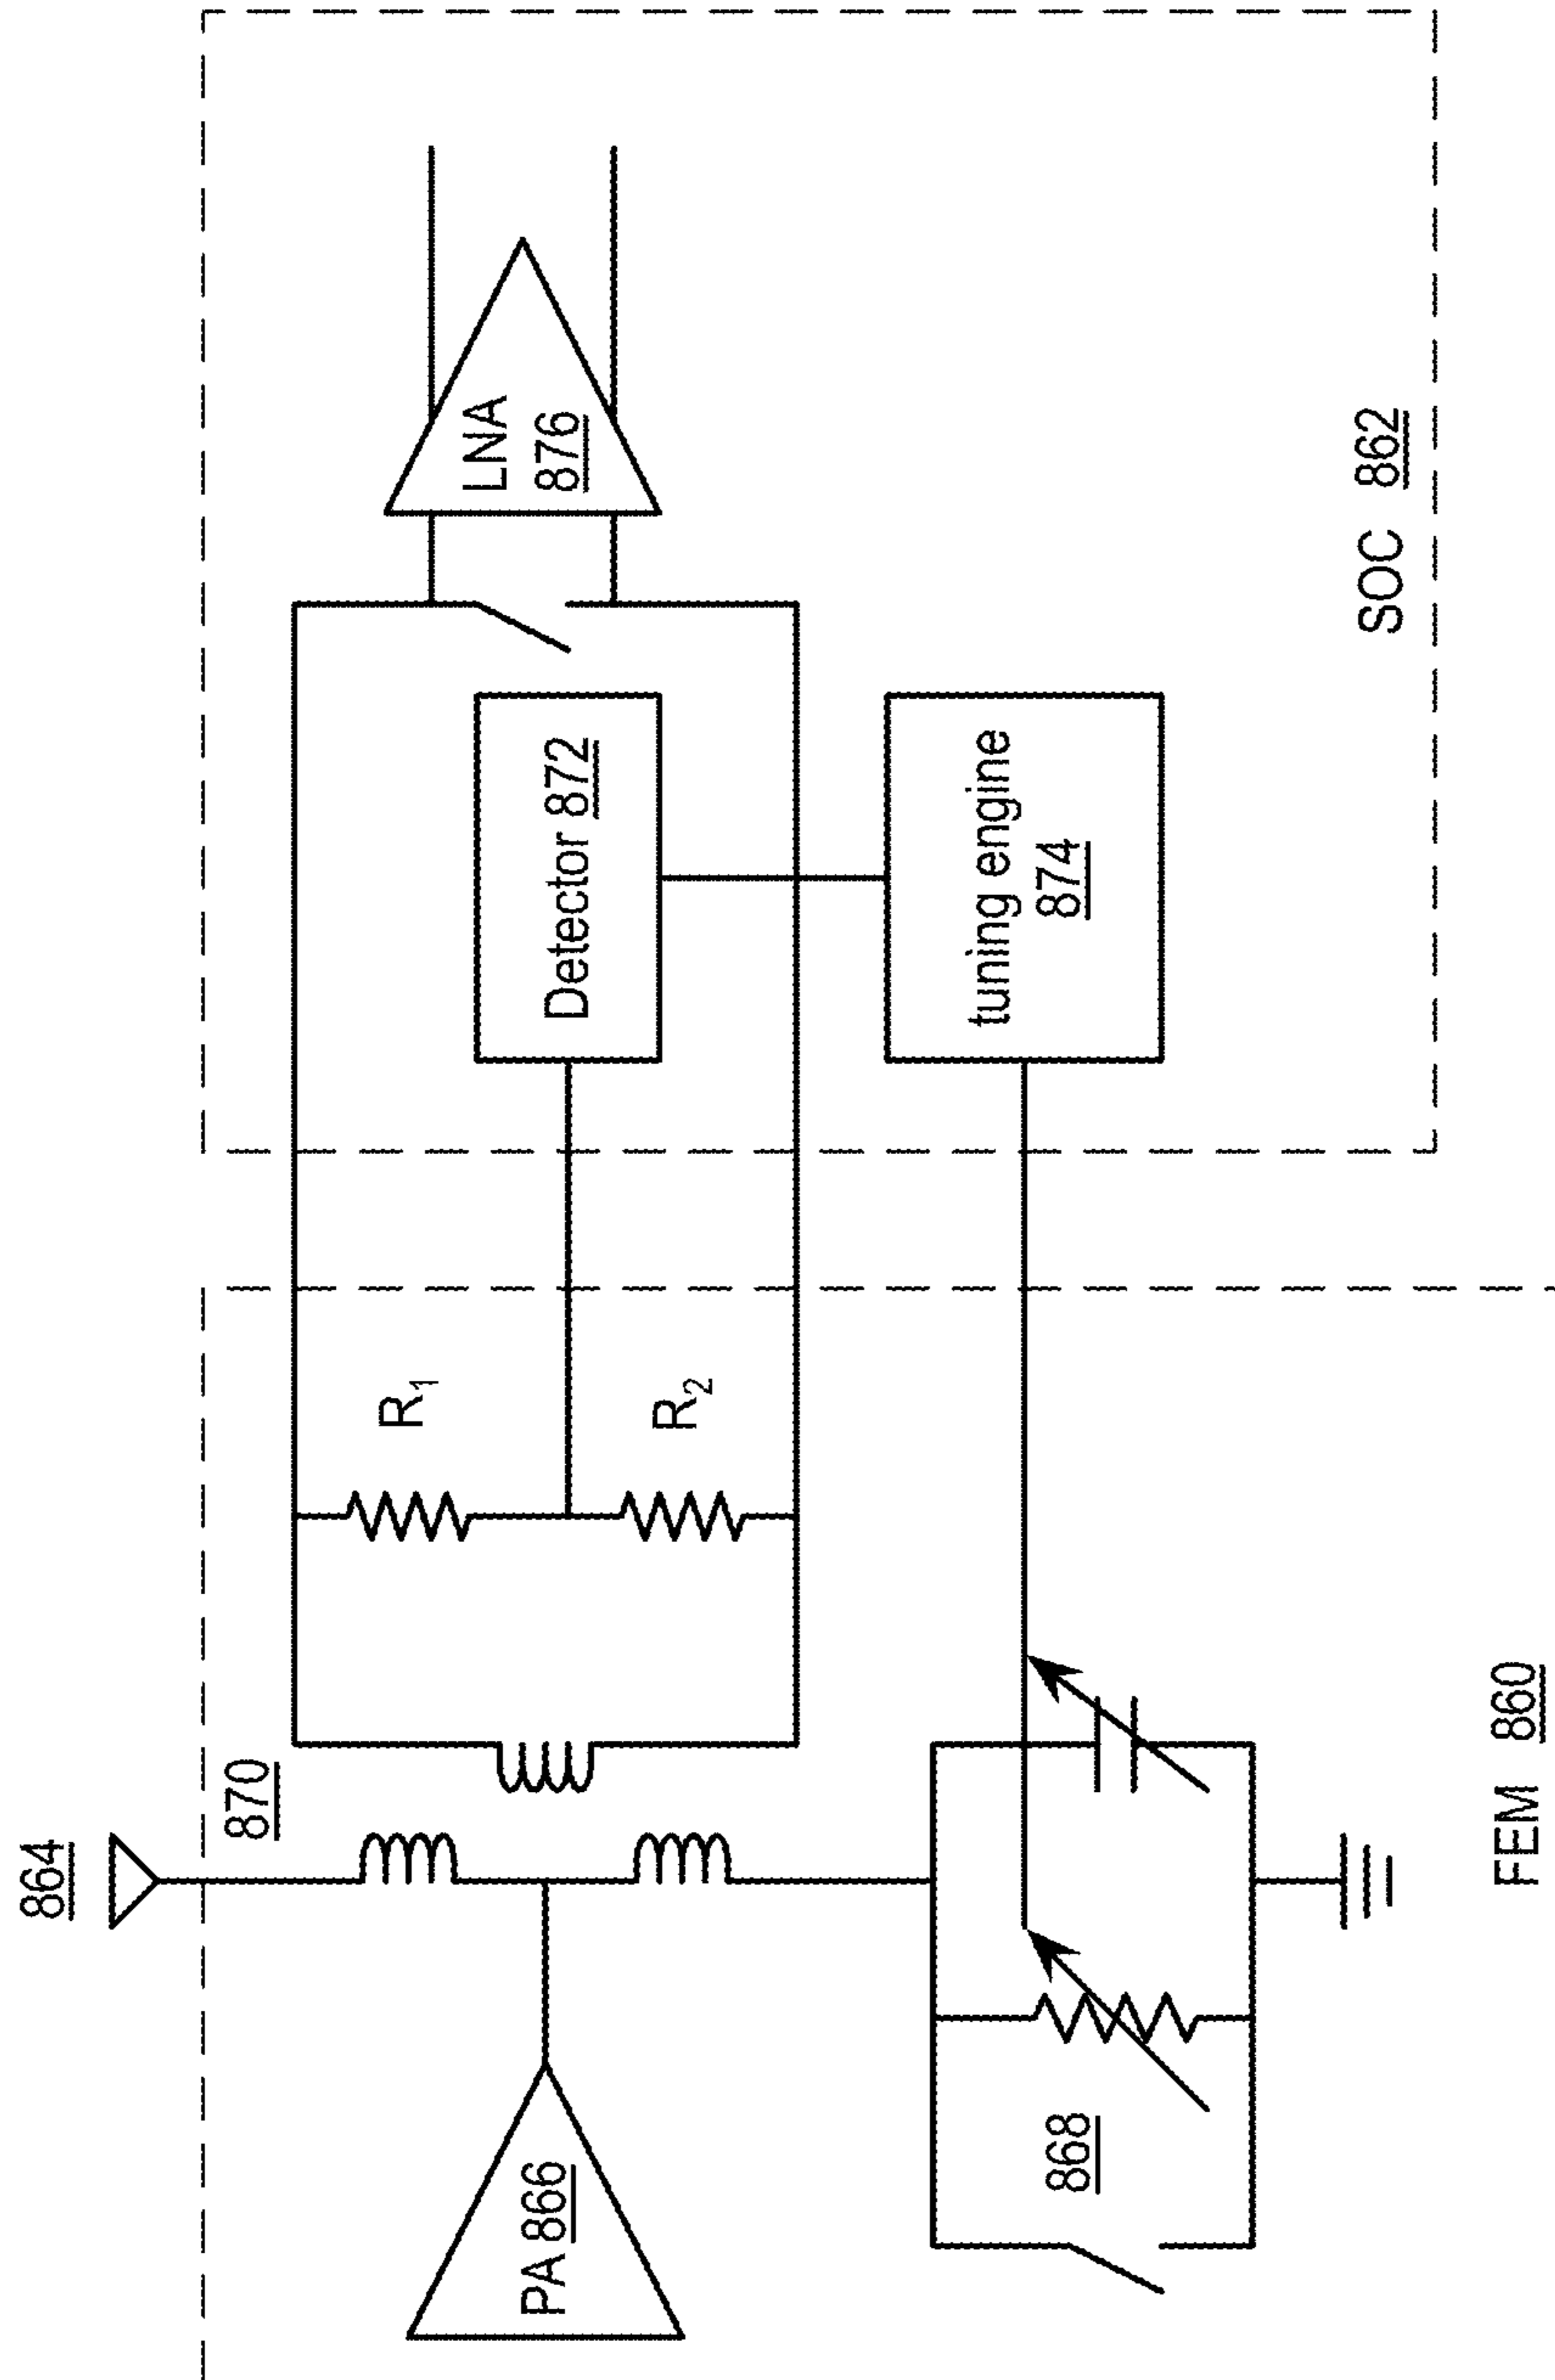 864
870
R1
R2
PA 866
868
Detector 872
LNA
876
tuning engine
874
FEM 860
SOC 862